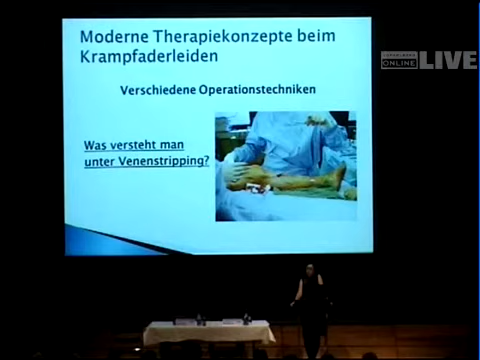 Moderne Therapiekonzepte beim
Krampfaderleiden
Verschiedene Operationstechniken
Was versteht man
unter Venenstripping?
ONLINE LIVE